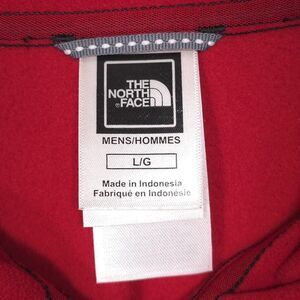 THE
NORTH
FACE
MENS/HOMMES
L/G
Made in Indonesia
Fabriqué en Indonésie